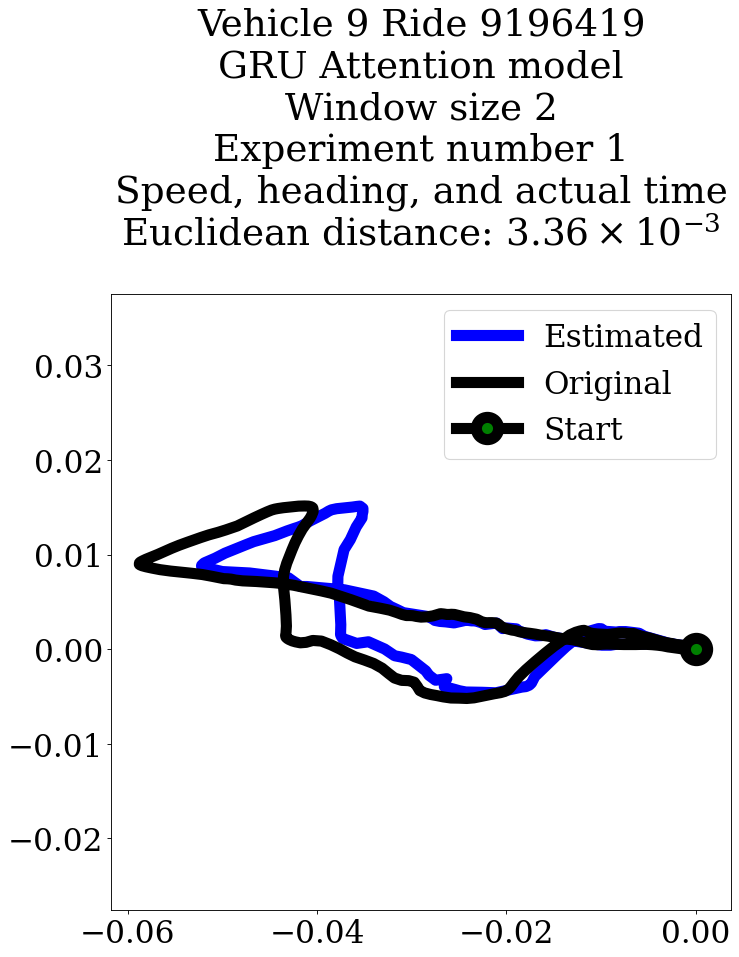 Vehicle 9 Ride 9196419
GRU Attention model
Window size 2
Experiment number 1
Speed, heading, and actual time
Euclidean distance: 3.36 × 10⁻³
Estimated
Original
Start
0.03
0.02
0.01
0.00
−0.01
−0.02
−0.06
−0.04
−0.02
0.00